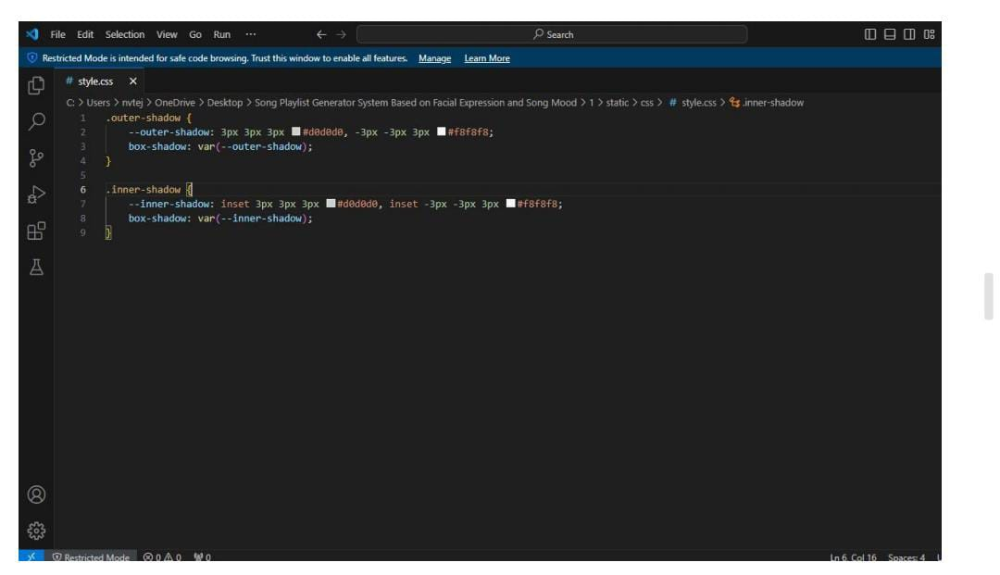 File Edit Selection View Go Run ··· ← → Search
Restricted Mode is intended for safe code browsing. Trust this window to enable all features. Manage Learn More
# style.css ×
C: > Users > nvtej > OneDrive > Desktop > Song Playlist Generator System Based on Facial Expression and Song Mood > 1 > static > css > # style.css > .inner-shadow
1 .outer-shadow {
2 --outer-shadow: 3px 3px 3px #d0d0d0, -3px -3px 3px #f8f8f8;
3 box-shadow: var(--outer-shadow);
4 }
5
6 .inner-shadow {
7 --inner-shadow: inset 3px 3px 3px #d0d0d0, inset -3px -3px 3px #f8f8f8;
8 box-shadow: var(--inner-shadow);
9 }
Restricted Mode 0 0 0 Ln 6, Col 16 Spaces: 4